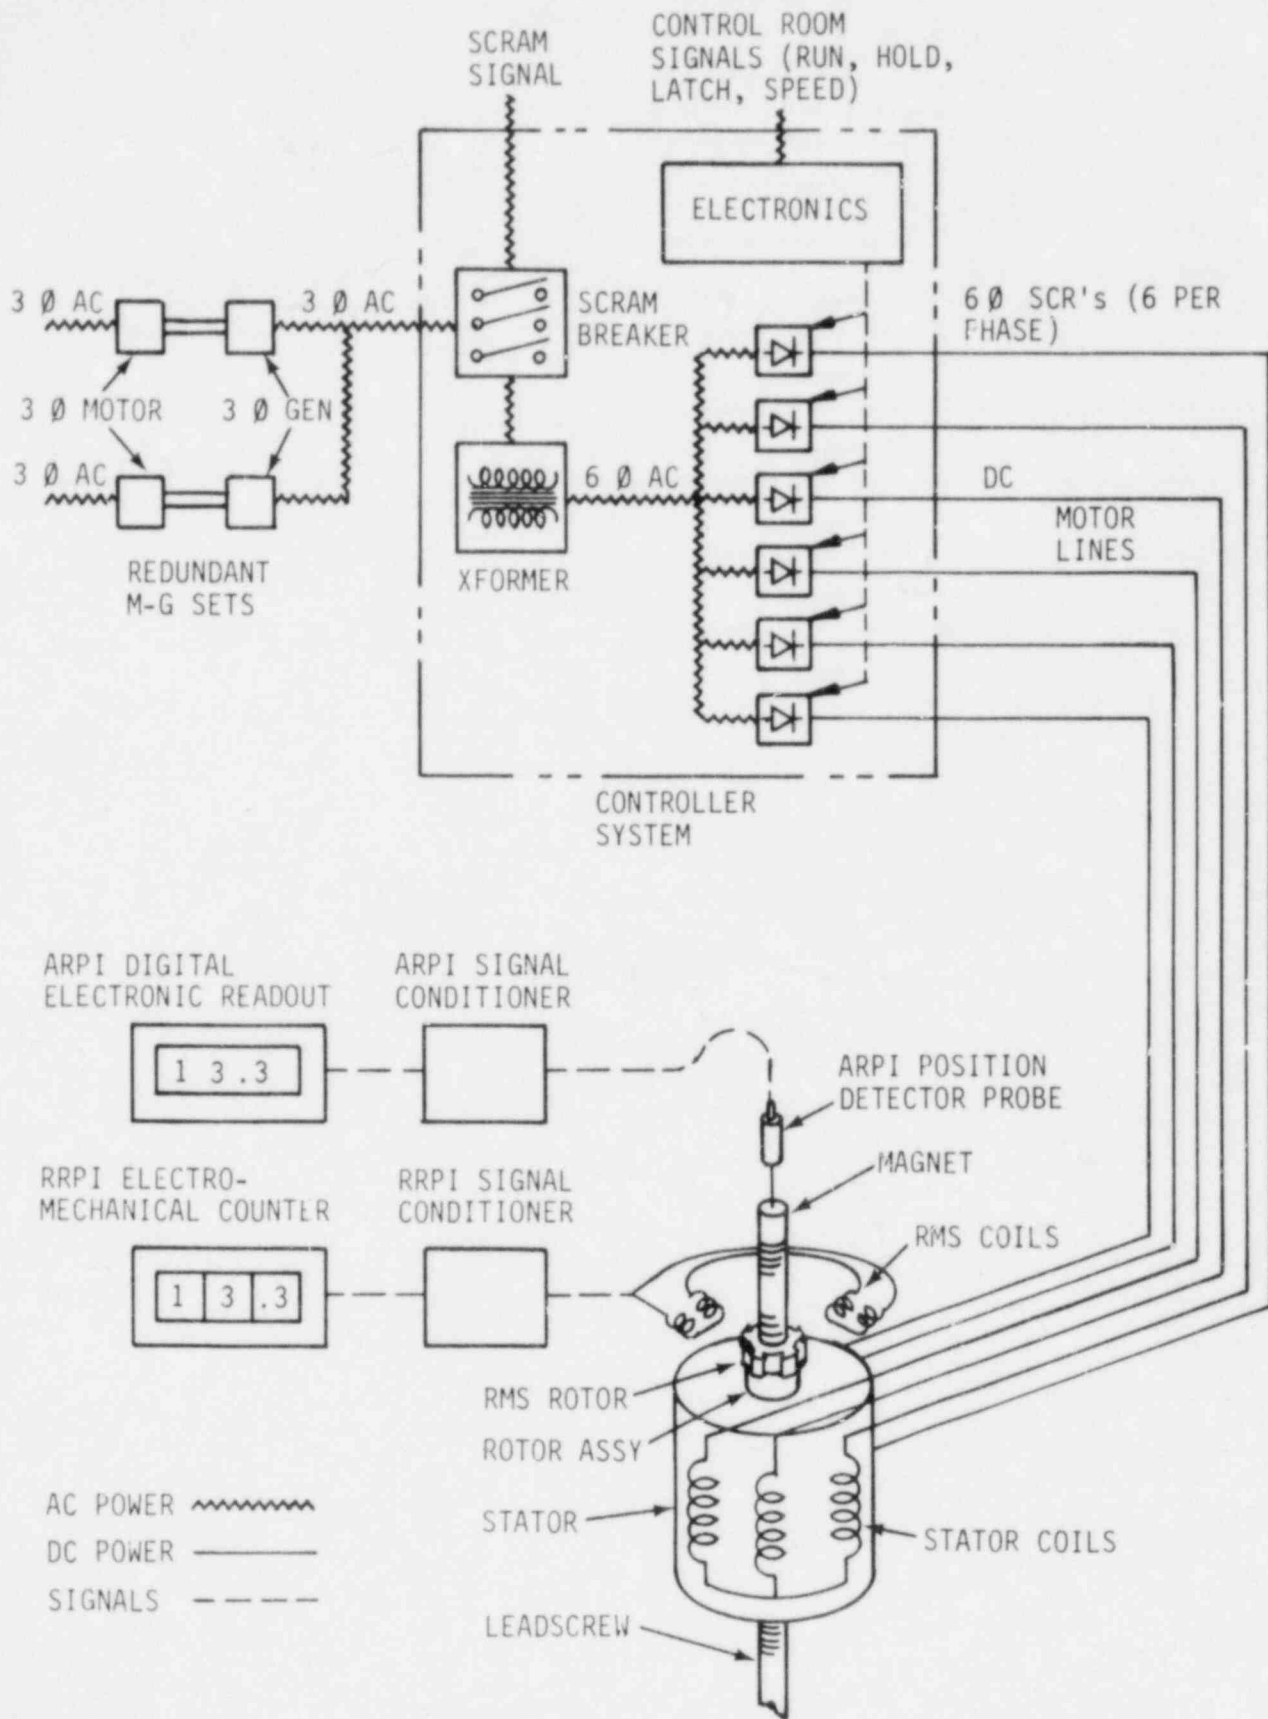 SCRAM
SIGNAL
CONTROL ROOM
SIGNALS (RUN, HOLD,
LATCH, SPEED)
ELECTRONICS
3 Ø AC
3 Ø AC
SCRAM
BREAKER
6 Ø SCR's (6 PER
PHASE)
3 Ø MOTOR
3 Ø GEN
3 Ø AC
6 Ø AC
DC
MOTOR
LINES
REDUNDANT
M-G SETS
XFORMER
CONTROLLER
SYSTEM
ARPI DIGITAL
ELECTRONIC READOUT
ARPI SIGNAL
CONDITIONER
1 3 .3
ARPI POSITION
DETECTOR PROBE
MAGNET
RRPI ELECTRO-
MECHANICAL COUNTER
RRPI SIGNAL
CONDITIONER
RMS COILS
1 3 .3
RMS ROTOR
ROTOR ASSY
STATOR
STATOR COILS
LEADSCREW
AC POWER
DC POWER
SIGNALS